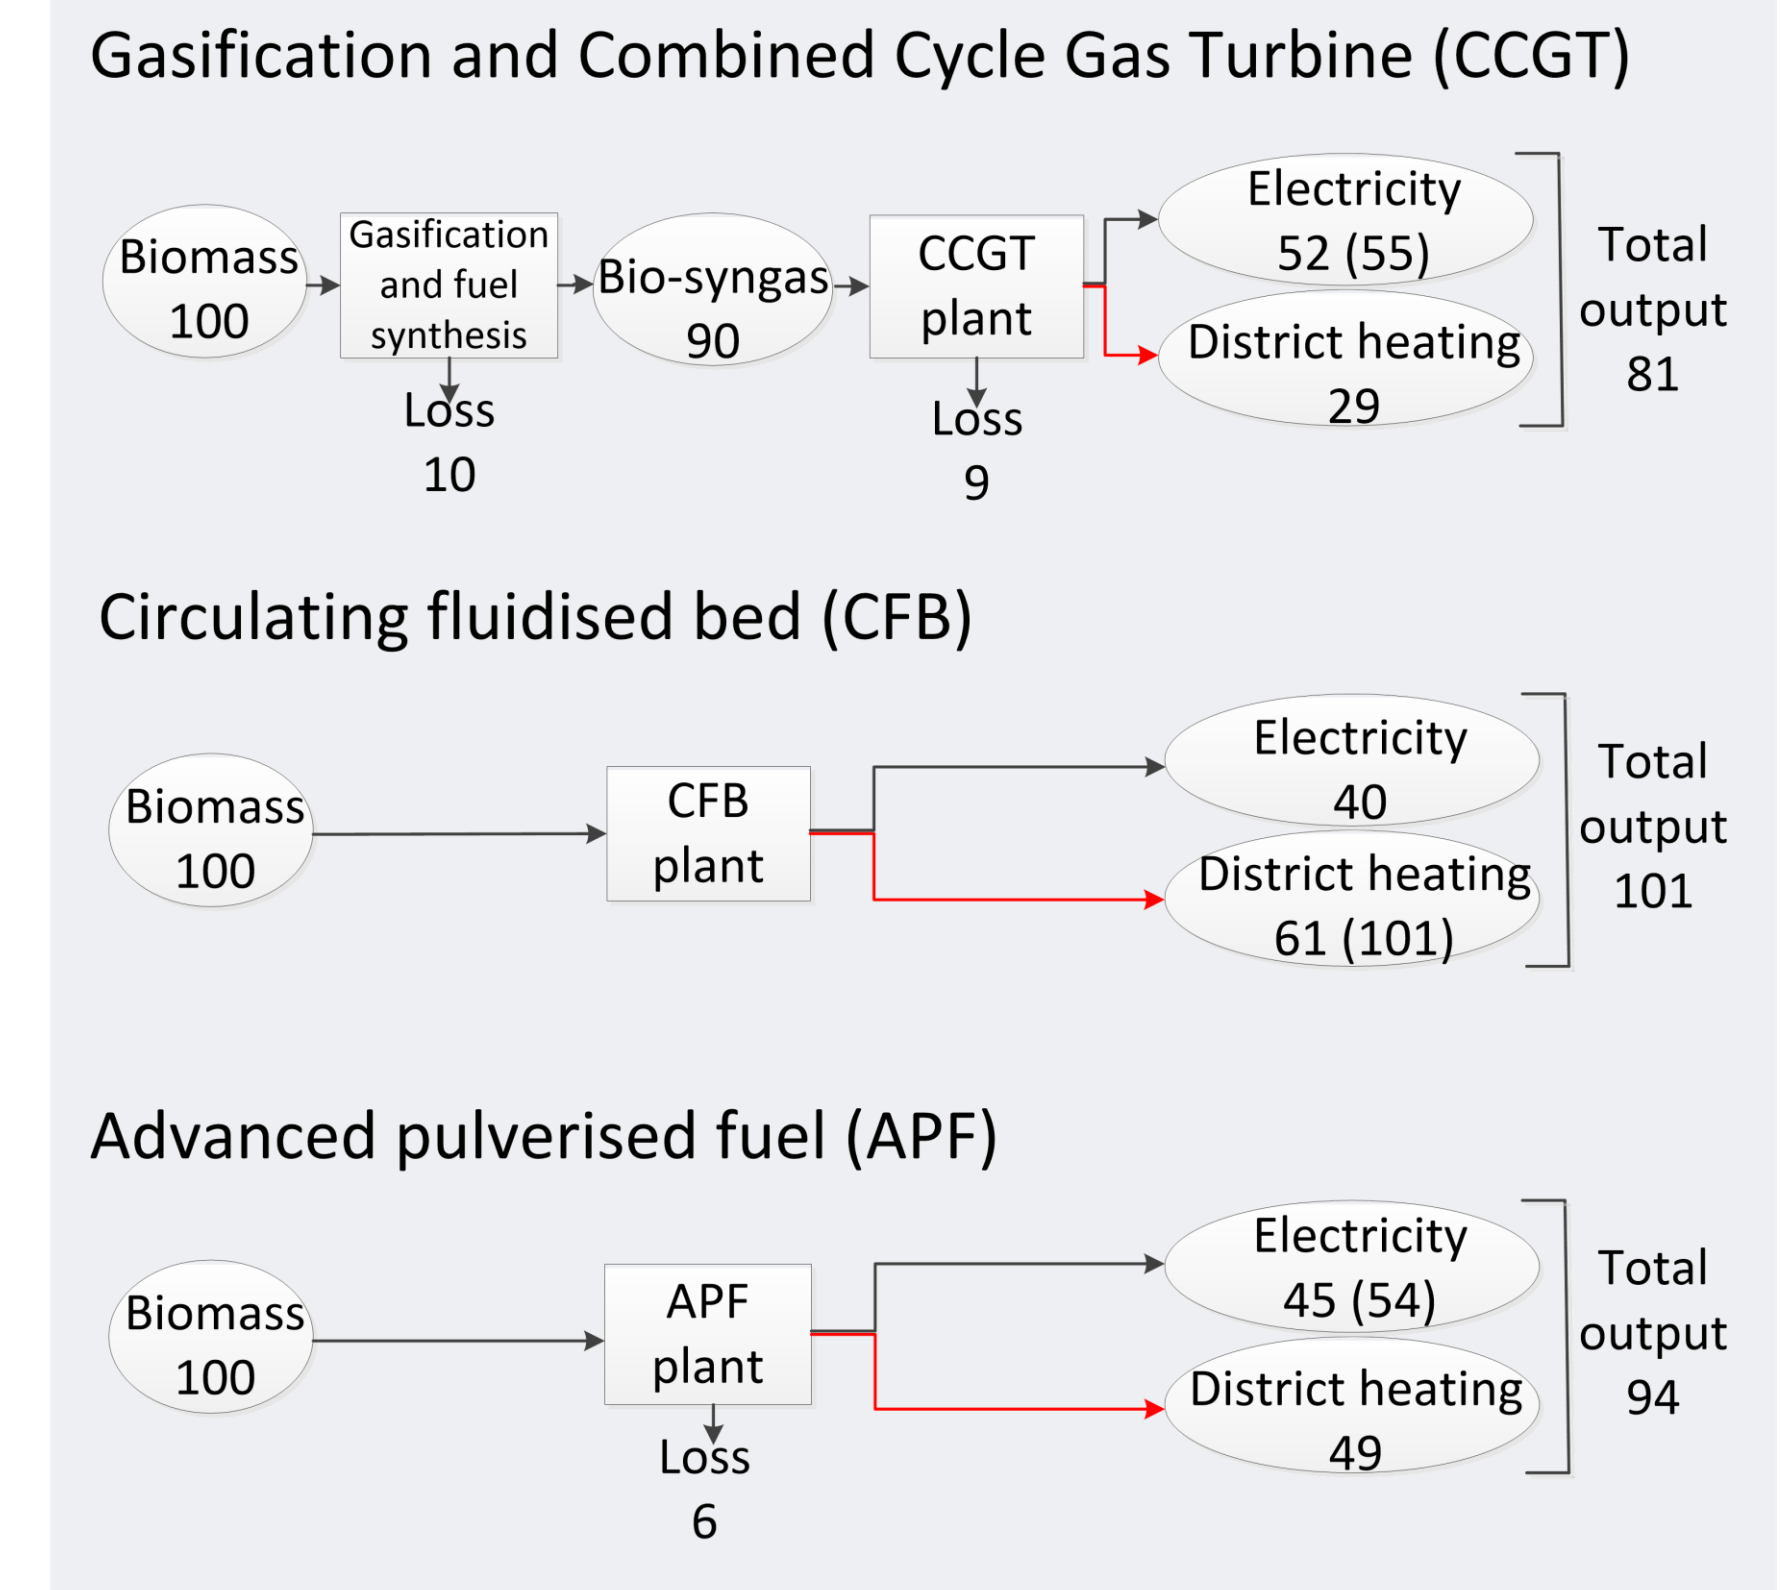 Gasification and Combined Cycle Gas Turbine (CCGT)
Biomass
100
Gasification
and fuel
synthesis
Loss
10
Bio-syngas
90
CCGT
plant
Loss
9
Electricity
52 (55)
District heating
29
Total
output
81
Circulating fluidised bed (CFB)
Biomass
100
CFB
plant
Electricity
40
District heating
61 (101)
Total
output
101
Advanced pulverised fuel (APF)
Biomass
100
APF
plant
Loss
6
Electricity
45 (54)
District heating
49
Total
output
94